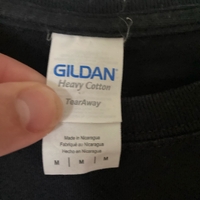 GILDAN
Heavy Cotton
TearAway
Made in Nicaragua
Fabriqué au Nicaragua
Hecho en Nicaragua
M | M | M